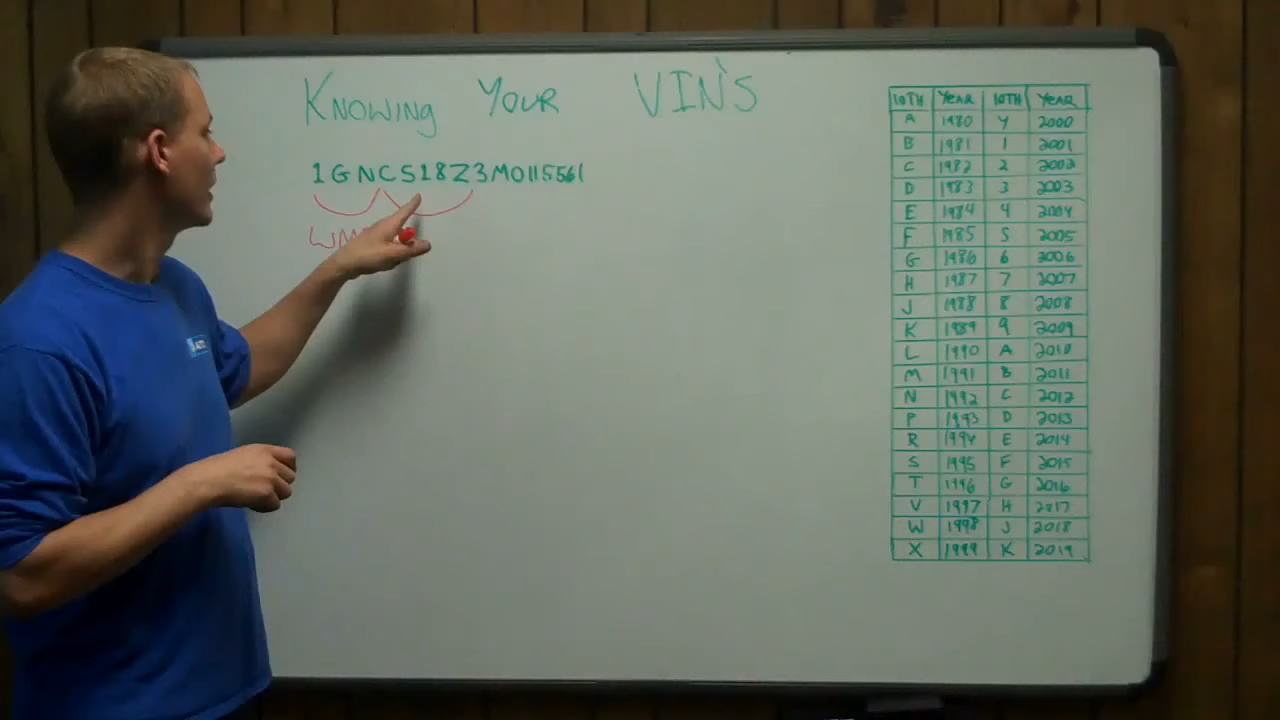 KNOWING YOUR VIN'S
1GNCS18Z3M0115561
10TH YEAR 10TH YEAR
A 1980 Y 2000
B 1981 1 2001
C 1982 2 2002
D 1983 3 2003
E 1984 4 2004
F 1985 5 2005
G 1986 6 2006
H 1987 7 2007
J 1988 8 2008
K 1989 9 2009
L 1990 A 2010
M 1991 B 2011
N 1992 C 2012
P 1993 D 2013
R 1994 E 2014
S 1995 F 2015
T 1996 G 2016
V 1997 H 2017
W 1998 J 2018
X 1999 K 2019